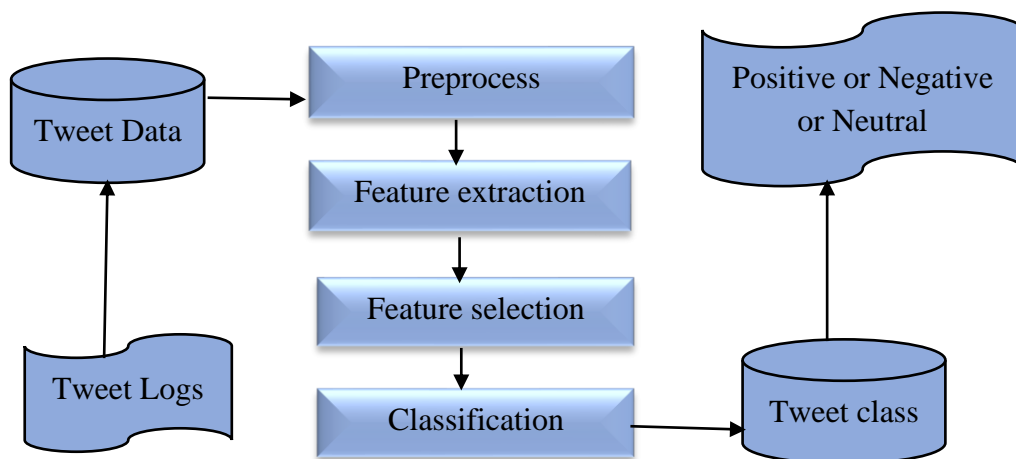 Tweet Logs
Tweet Data
Preprocess
Feature extraction
Feature selection
Classification
Tweet class
Positive or Negative
or Neutral